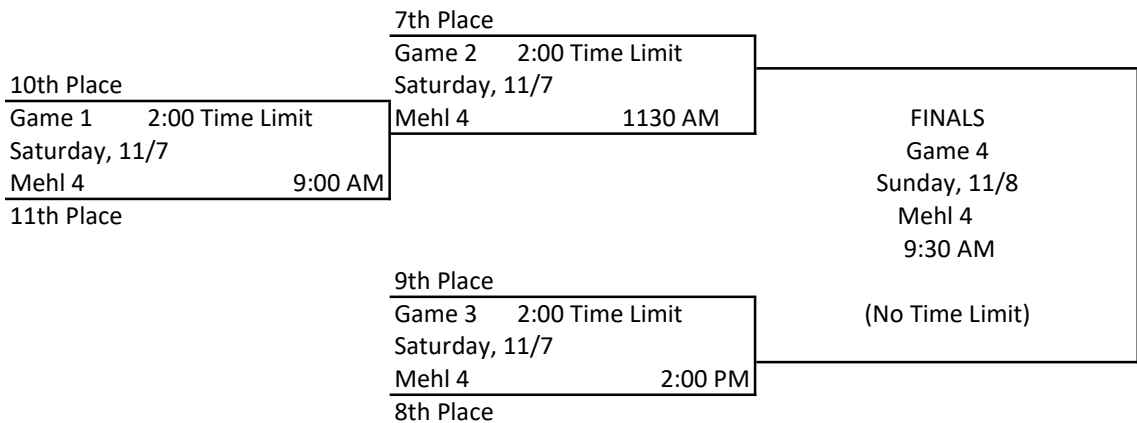 7th Place
Game 2 2:00 Time Limit
Saturday, 11/7
Mehl 4 1130 AM
10th Place
Game 1 2:00 Time Limit
Saturday, 11/7
Mehl 4 9:00 AM
11th Place
9th Place
Game 3 2:00 Time Limit
Saturday, 11/7
Mehl 4 2:00 PM
8th Place
FINALS
Game 4
Sunday, 11/8
Mehl 4
9:30 AM
(No Time Limit)